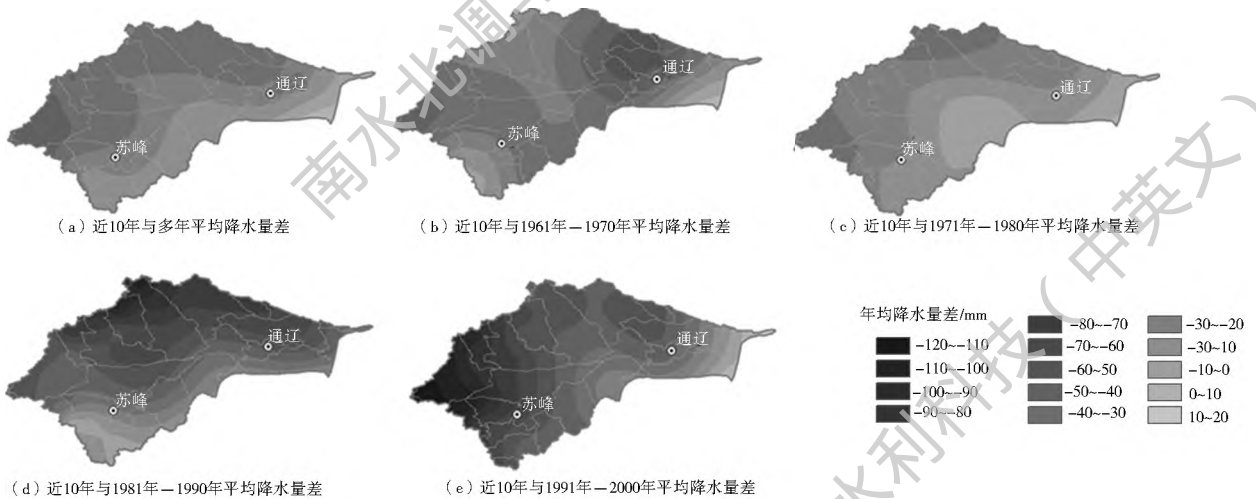 通辽
苏峰
(a)近10年与多年平均降水量差
通辽
苏峰
(b)近10年与1961年—1970年平均降水量差
通辽
苏峰
(c)近10年与1971年—1980年平均降水量差
通辽
苏峰
(d)近10年与1981年—1990年平均降水量差
通辽
苏峰
(e)近10年与1991年—2000年平均降水量差
年均降水量差/mm
-120~-110
-110~-100
-100~-90
-90~-80
-80~-70
-70~-60
-60~50
-50~-40
-40~-30
-30~-20
-30~10
-10~0
0~10
10~20
南水北调与
水利科技(中英文)